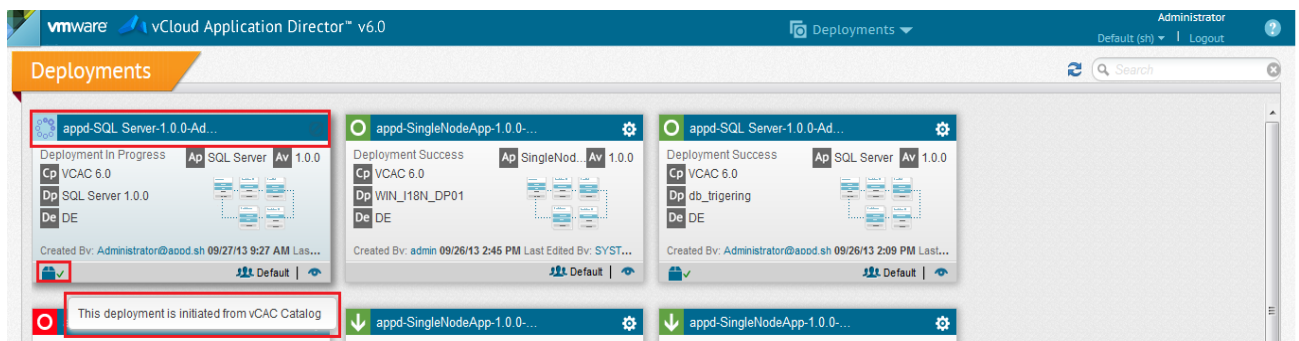 vmware vCloud Application Director™ v6.0
Deployments
Administrator
Default (sh) | Logout
?
Deployments
Search
appd-SQL Server-1.0.0-Ad...
Deployment In Progress
Ap SQL Server Av 1.0.0
Cp VCAC 6.0
Dp SQL Server 1.0.0
De DE
Created By: Administrator@appd.sh 09/27/13 9:27 AM Las...
Default |
appd-SingleNodeApp-1.0.0-...
Deployment Success
Ap SingleNod... Av 1.0.0
Cp VCAC 6.0
Dp WIN_I18N_DP01
De DE
Created By: admin 09/26/13 2:45 PM Last Edited By: SYST...
Default |
appd-SQL Server-1.0.0-Ad...
Deployment Success
Ap SQL Server Av 1.0.0
Cp VCAC 6.0
Dp db_trigering
De DE
Created By: Administrator@appd.sh 09/26/13 2:09 PM Last...
Default |
This deployment is initiated from vCAC Catalog
appd-SingleNodeApp-1.0.0-...
appd-SingleNodeApp-1.0.0-...